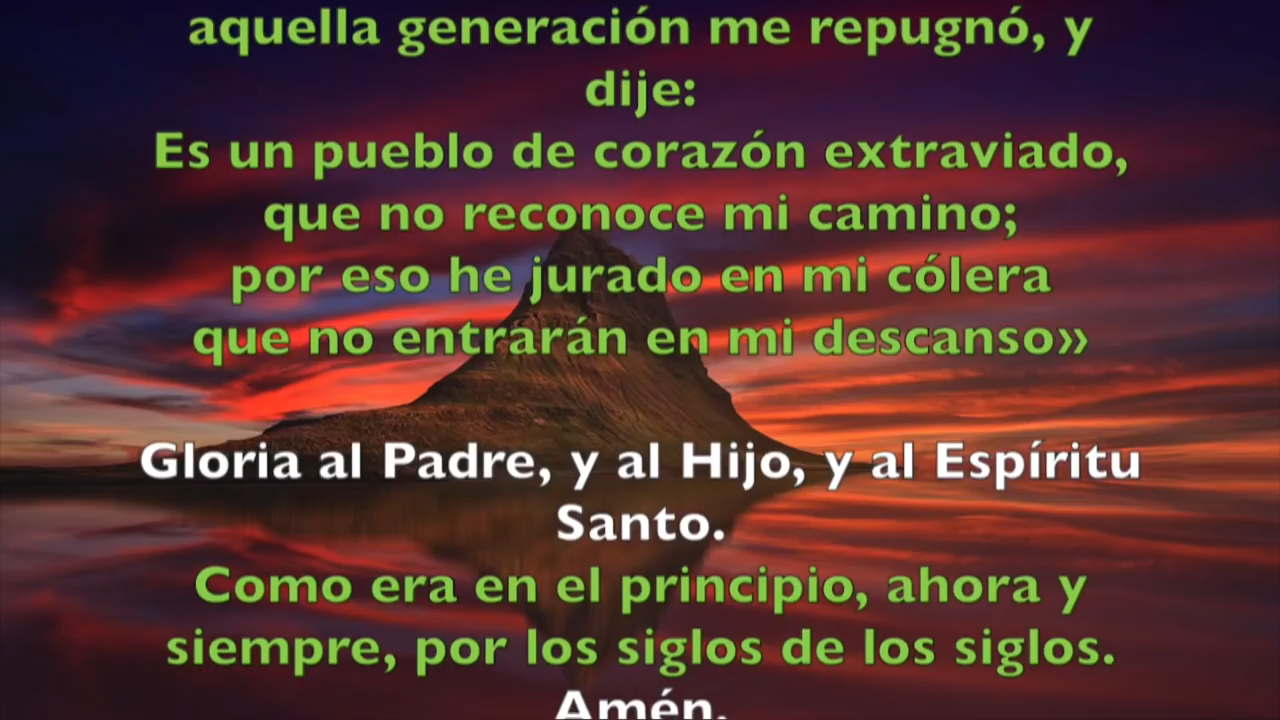 aquella generación me repugnó, y
dije:
Es un pueblo de corazón extraviado,
que no reconoce mi camino;
por eso he jurado en mi cólera
que no entrarán en mi descanso»
Gloria al Padre, y al Hijo, y al Espíritu
Santo.
Como era en el principio, ahora y
siempre, por los siglos de los siglos.
Amén.